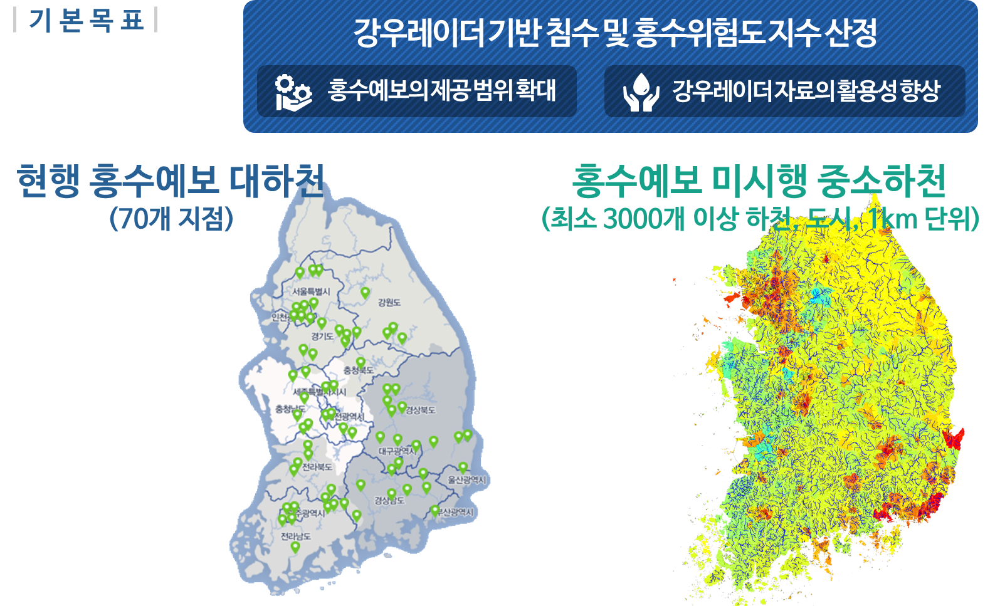 기본목표
강우레이더 기반 침수 및 홍수위험도 지수 산정
홍수예보의 제공 범위 확대
강우레이더 자료의 활용성 향상
현행 홍수예보 대하천
(70개 지점)
홍수예보 미시행 중소하천
(최소 3000개 이상 하천, 도시, 1km 단위)
서울특별시
강원도
인천
경기도
충청북도
세종특별자치시
충청남도
전광역시
경상북도
대구광역시
전라북도
울산광역시
경상남도
부산광역시
주광역시
전라남도